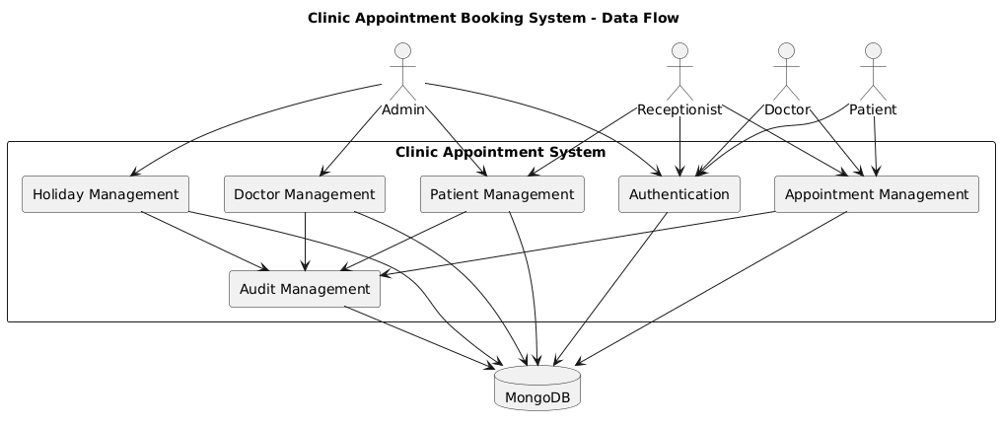 Clinic Appointment Booking System - Data Flow
Admin
Receptionist
Doctor
Patient
Clinic Appointment System
Holiday Management
Doctor Management
Patient Management
Authentication
Appointment Management
Audit Management
MongoDB